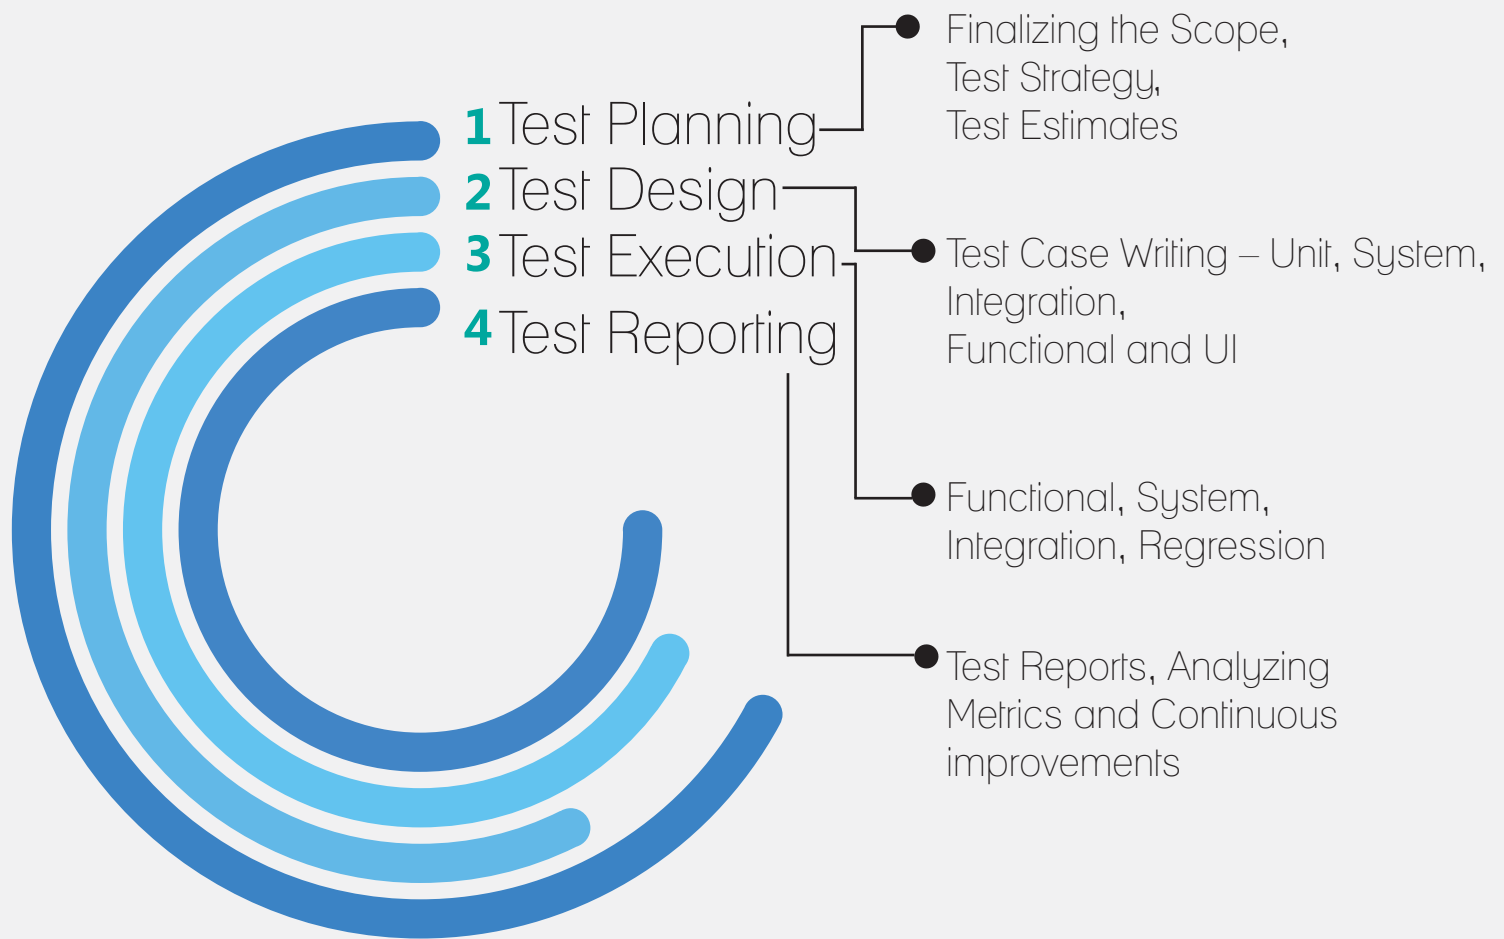 1 Test Planning
2 Test Design
3 Test Execution
4 Test Reporting
Finalizing the Scope,
Test Strategy,
Test Estimates
Test Case Writing – Unit, System,
Integration,
Functional and UI
Functional, System,
Integration, Regression
Test Reports, Analyzing
Metrics and Continuous
improvements